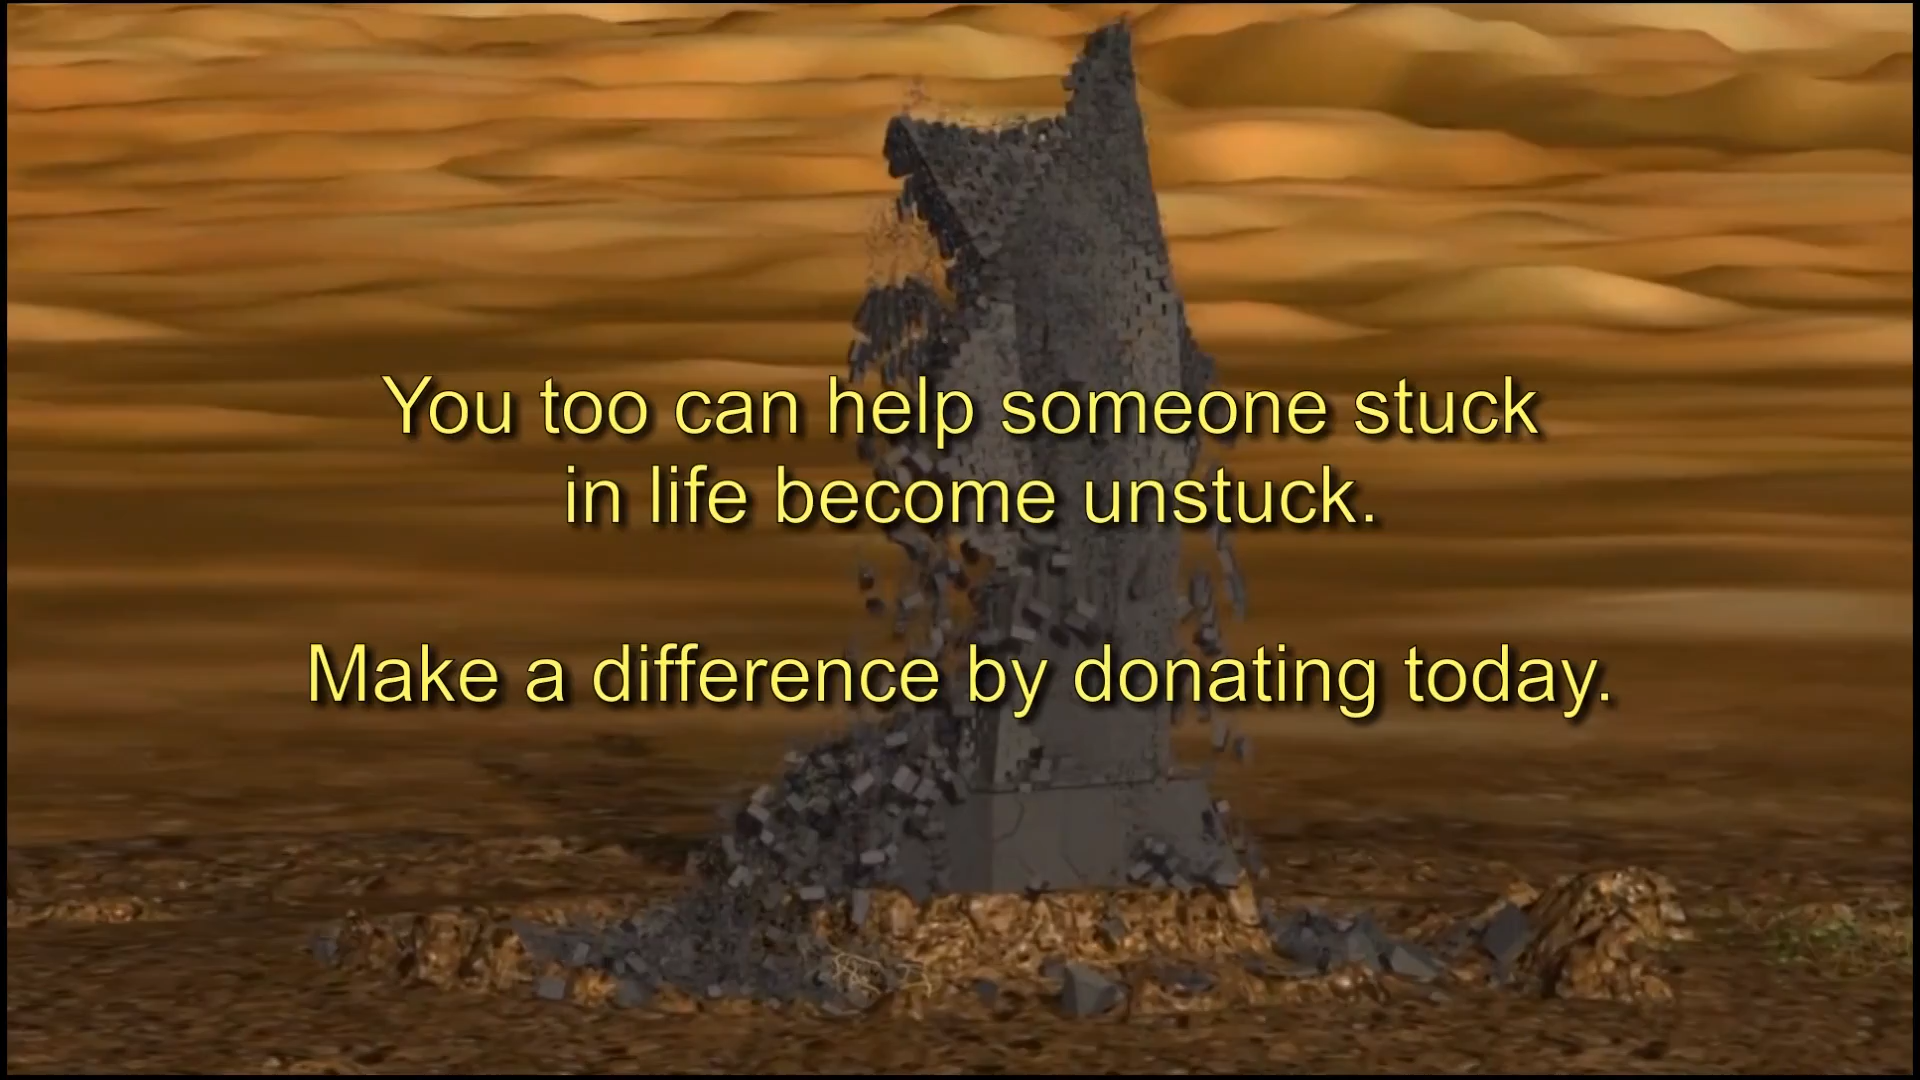 You too can help someone stuck
in life become unstuck.
Make a difference by donating today.